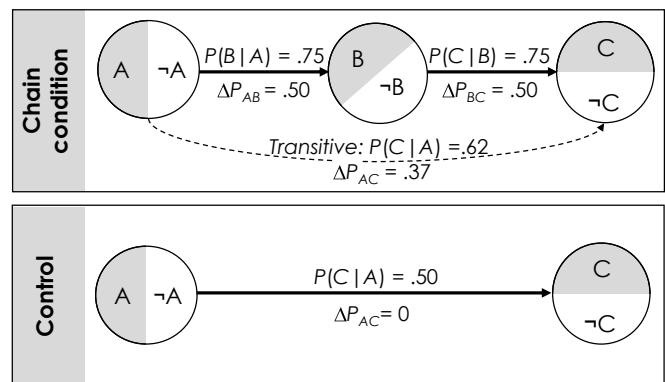 Chain condition
A ¬A
P(B|A) = .75
ΔP_AB = .50
B
¬B
P(C|B) = .75
ΔP_BC = .50
C
¬C
Transitive: P(C|A) =.62
ΔP_AC = .37
Control
A ¬A
P(C|A) = .50
ΔP_AC= 0
C
¬C